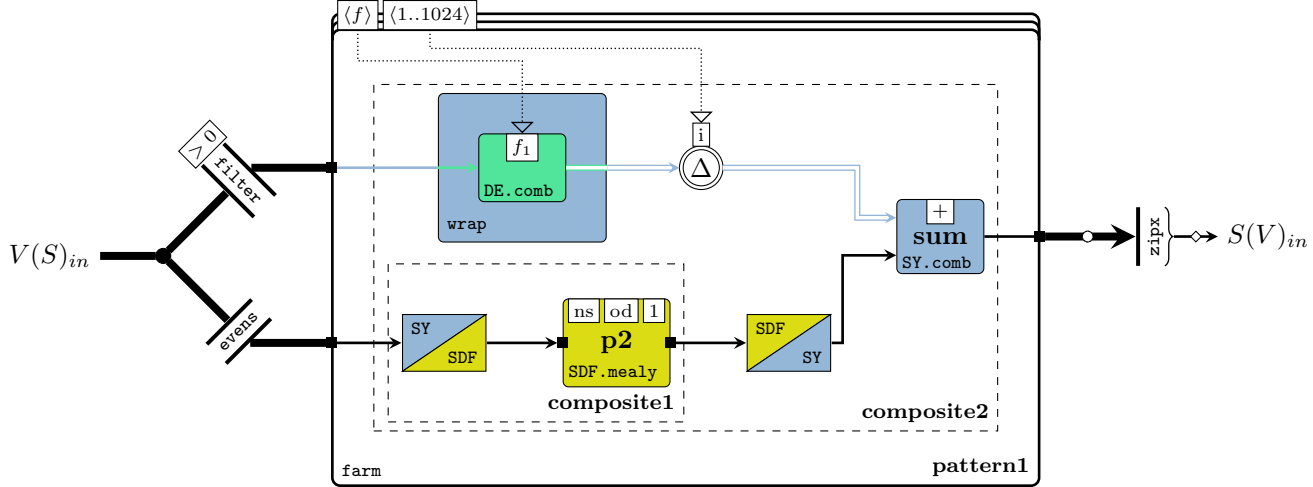 ⟨f⟩ ⟨1..1024⟩
f₁
DE.comb
wrap
i
Δ
>0
filter
V(S)ᵢₙ
evens
+
sum
SY.comb
zipx
S(V)ᵢₙ
SY
SDF
ns od 1
p2
SDF.mealy
SDF
SY
composite1
composite2
farm
pattern1